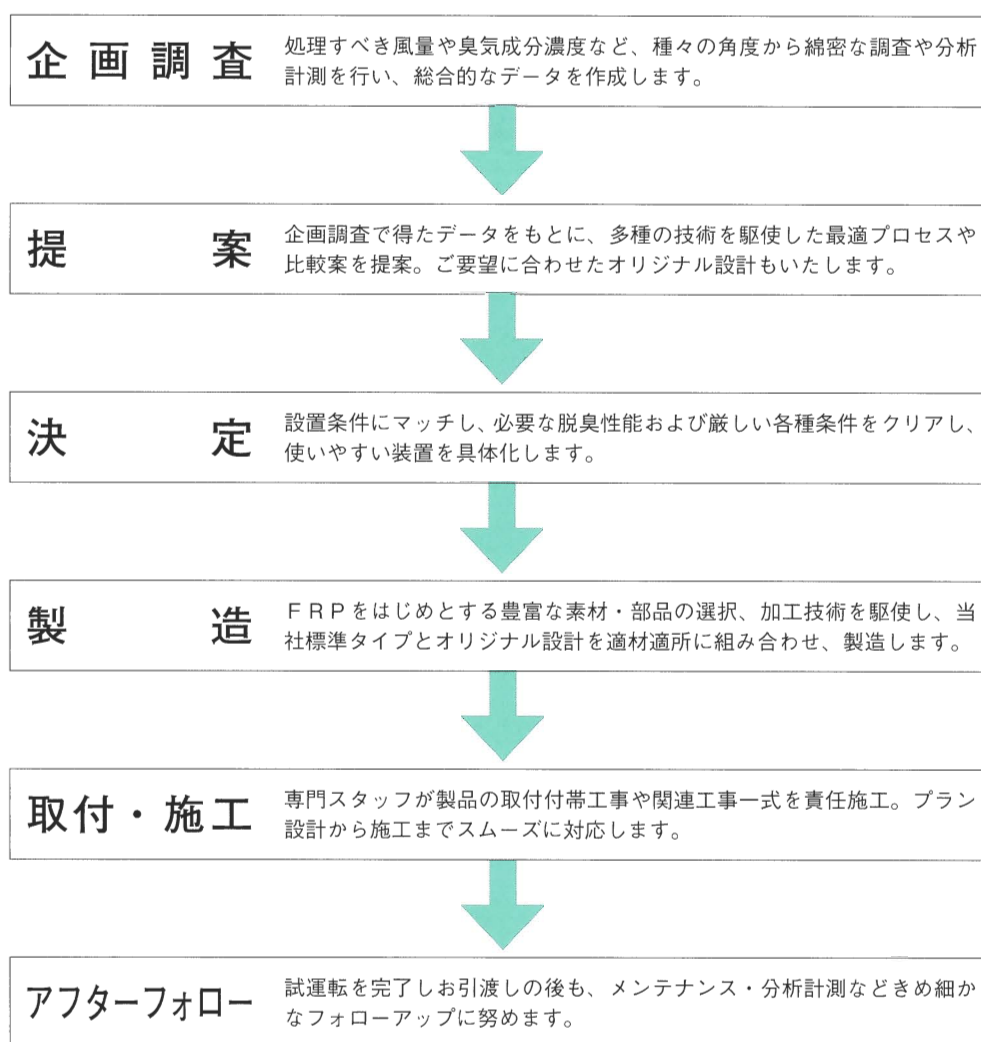 企画調査
処理すべき風量や臭気成分濃度など、種々の角度から綿密な調査や分析
計測を行い、総合的なデータを作成します。
提案
企画調査で得たデータをもとに、多種の技術を駆使した最適プロセスや
比較案を提案。ご要望に合わせたオリジナル設計もいたします。
決定
設置条件にマッチし、必要な脱臭性能および厳しい各種条件をクリアし、
使いやすい装置を具体化します。
製造
FRPをはじめとする豊富な素材・部品の選択、加工技術を駆使し、当
社標準タイプとオリジナル設計を適材適所に組み合わせ、製造します。
取付・施工
専門スタッフが製品の取付付帯工事や関連工事一式を責任施工。プラン
設計から施工までスムーズに対応します。
アフターフォロー
試運転を完了しお引渡しの後も、メンテナンス・分析計測などきめ細か
なフォローアップに努めます。